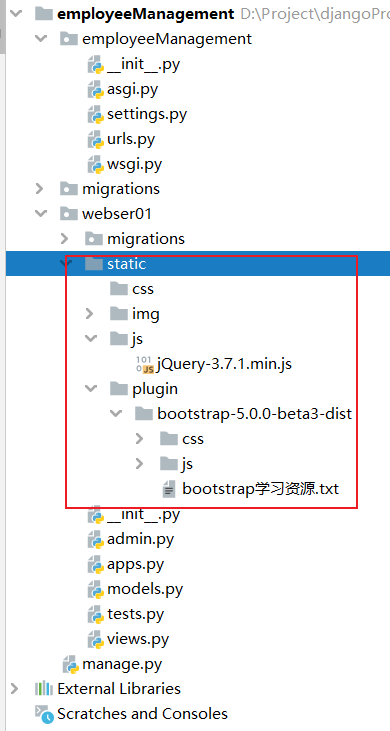 employeeManagement D:\Project\djangoPro
employeeManagement
__init__.py
asgi.py
settings.py
urls.py
wsgi.py
migrations
webser01
migrations
static
css
img
js
jQuery-3.7.1.min.js
plugin
bootstrap-5.0.0-beta3-dist
css
js
bootstrap学习资源.txt
__init__.py
admin.py
apps.py
models.py
tests.py
views.py
manage.py
External Libraries
Scratches and Consoles